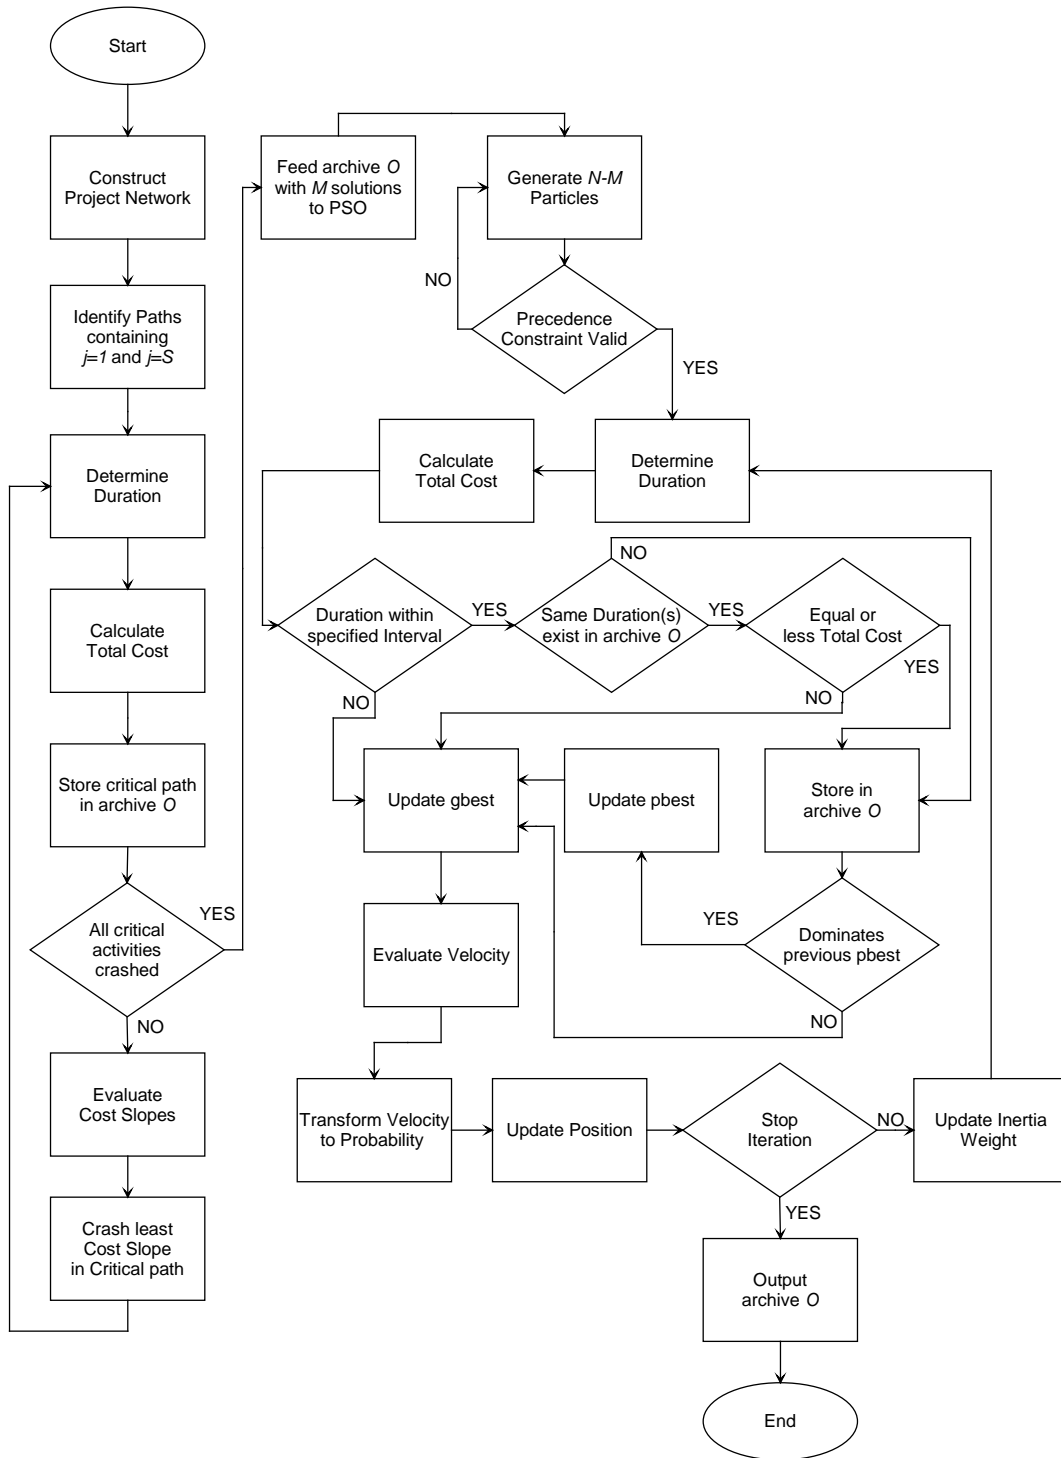 Start
Construct
Project Network
Identify Paths
containing
j=1 and j=S
Determine
Duration
Calculate
Total Cost
Store critical path
in archive O
All critical
activities
crashed
YES
NO
Evaluate
Cost Slopes
Crash least
Cost Slope
in Critical path
Feed archive O
with M solutions
to PSO
Generate N-M
Particles
NO
Precedence
Constraint Valid
YES
Determine
Duration
Calculate
Total Cost
Duration within
specified Interval
YES
NO
Same Duration(s)
exist in archive O
NO
YES
Equal or
less Total Cost
YES
NO
Update gbest
Update pbest
Store in
archive O
Dominates
previous pbest
YES
NO
Evaluate Velocity
Transform Velocity
to Probability
Update Position
Stop
Iteration
NO
Update Inertia
Weight
YES
Output
archive O
End